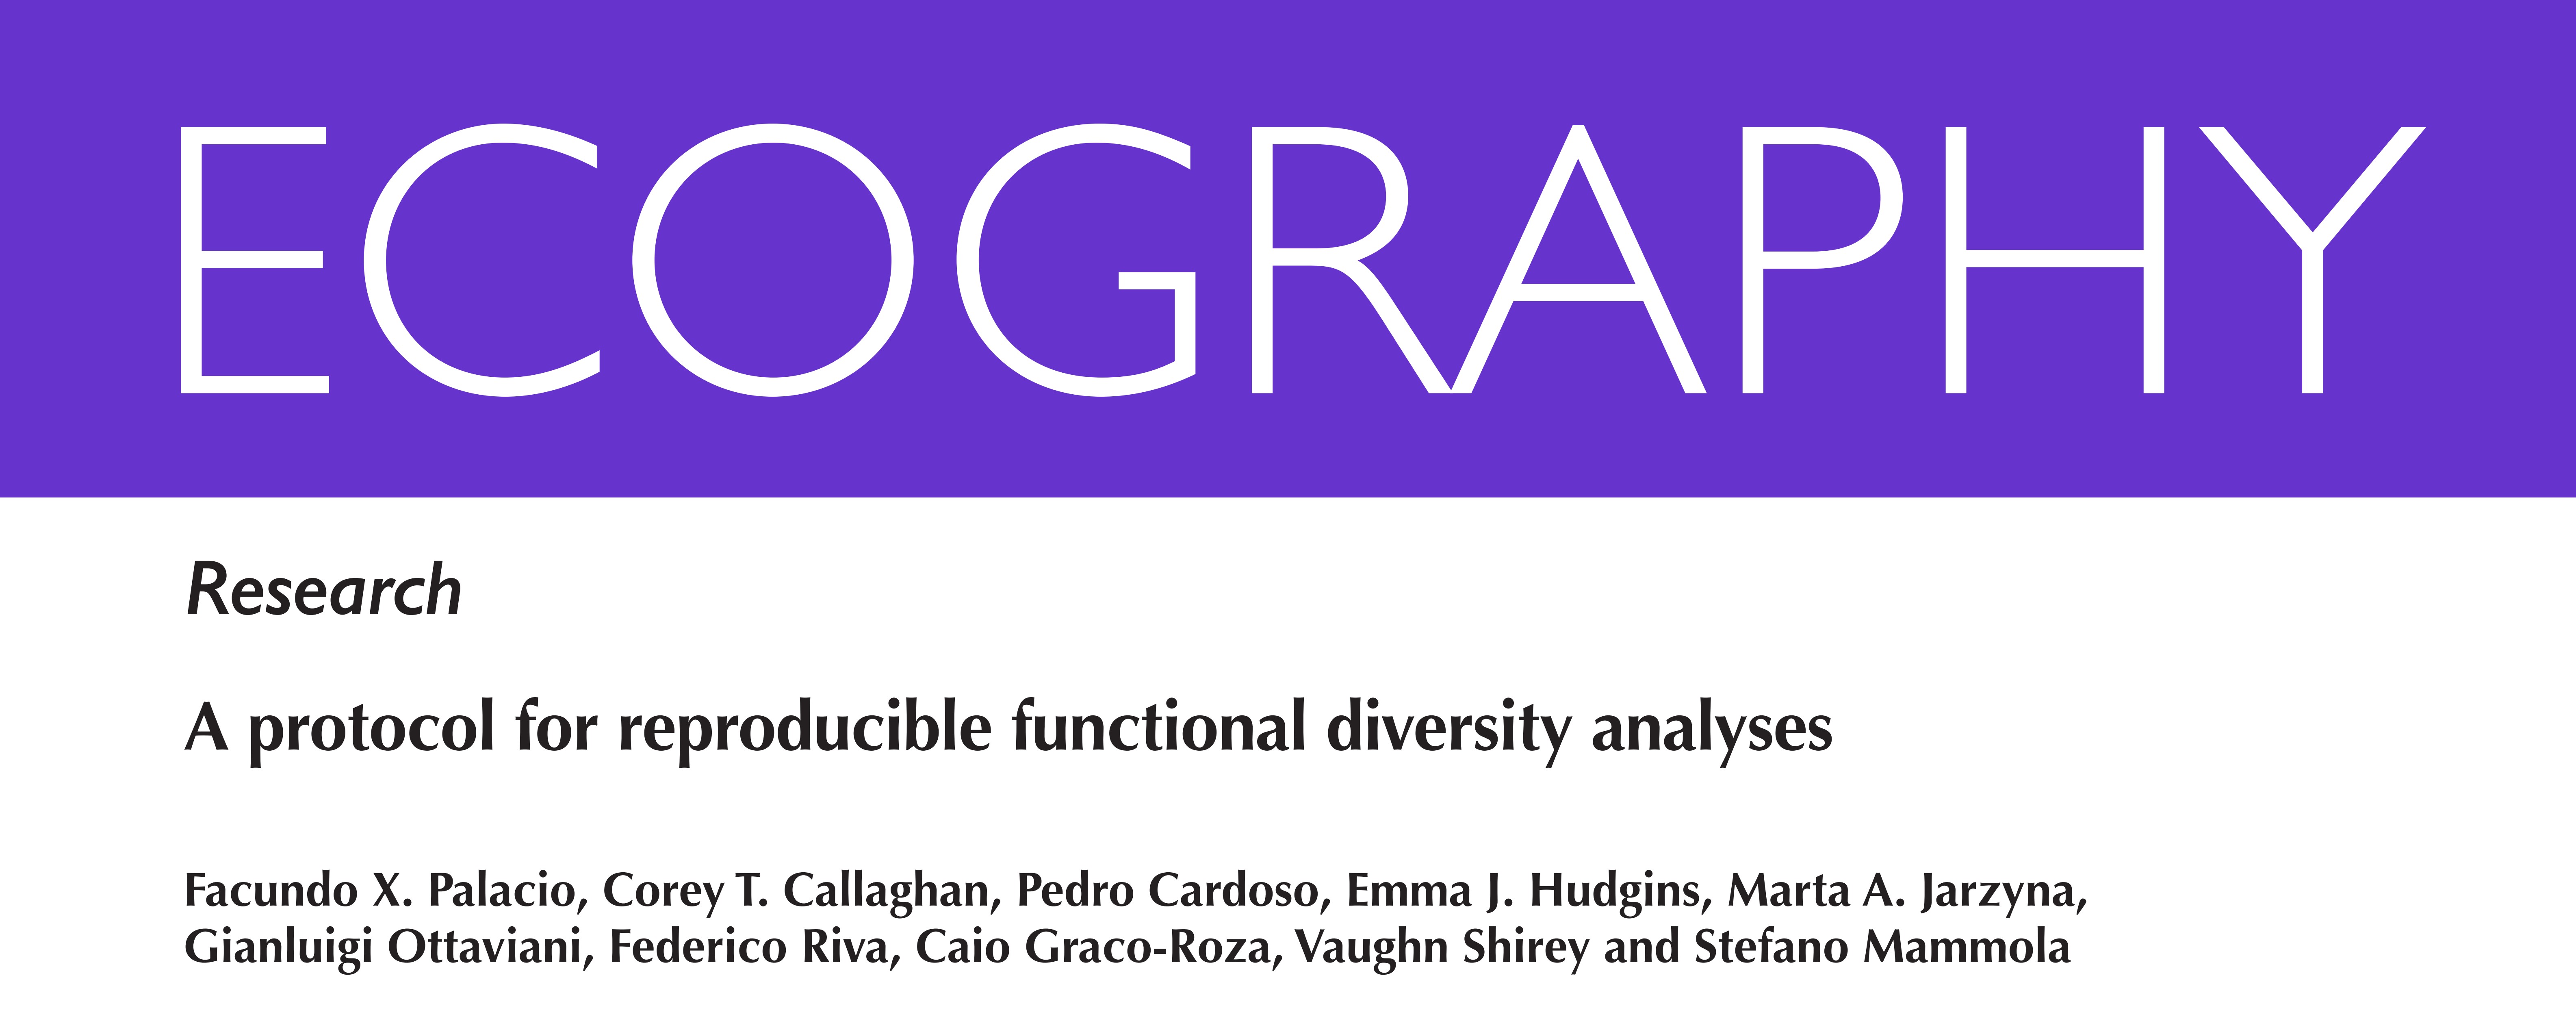 ECOGRAPHY
Research
A protocol for reproducible functional diversity analyses
Facundo X. Palacio, Corey T. Callaghan, Pedro Cardoso, Emma J. Hudgins, Marta A. Jarzyna,
Gianluigi Ottaviani, Federico Riva, Caio Graco-Roza, Vaughn Shirey and Stefano Mammola